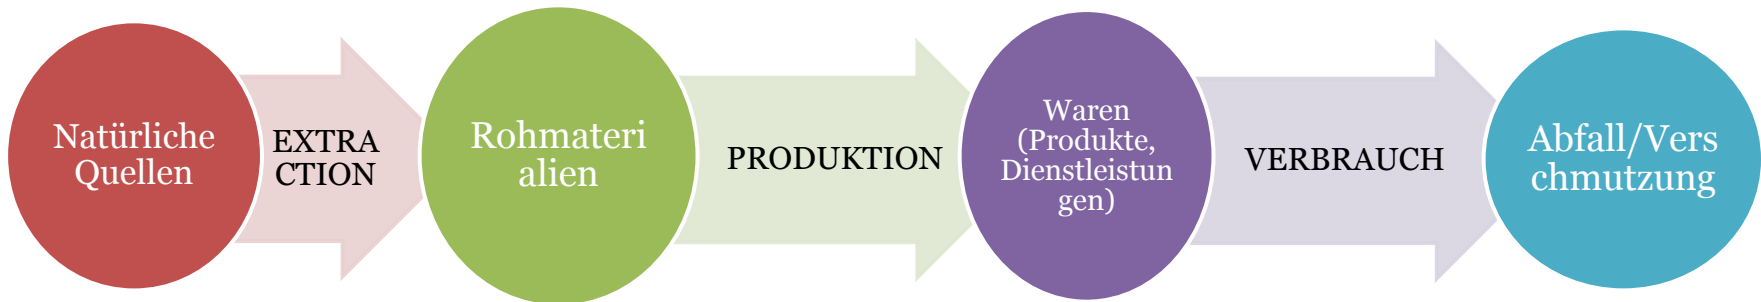 Natürliche
Quellen
EXTRA
CTION
Rohmateri
alien
PRODUKTION
Waren
(Produkte,
Dienstleistun
gen)
VERBRAUCH
Abfall/Vers
chmutzung